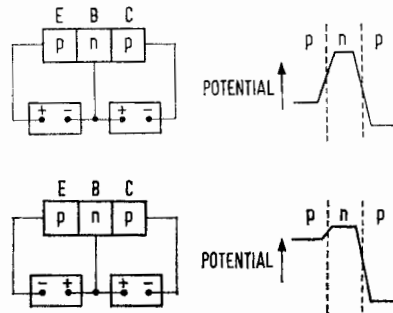 E B C
p n p
p n p
POTENTIAL
+ − + −
E B C
p n p
p n p
POTENTIAL
− + + −